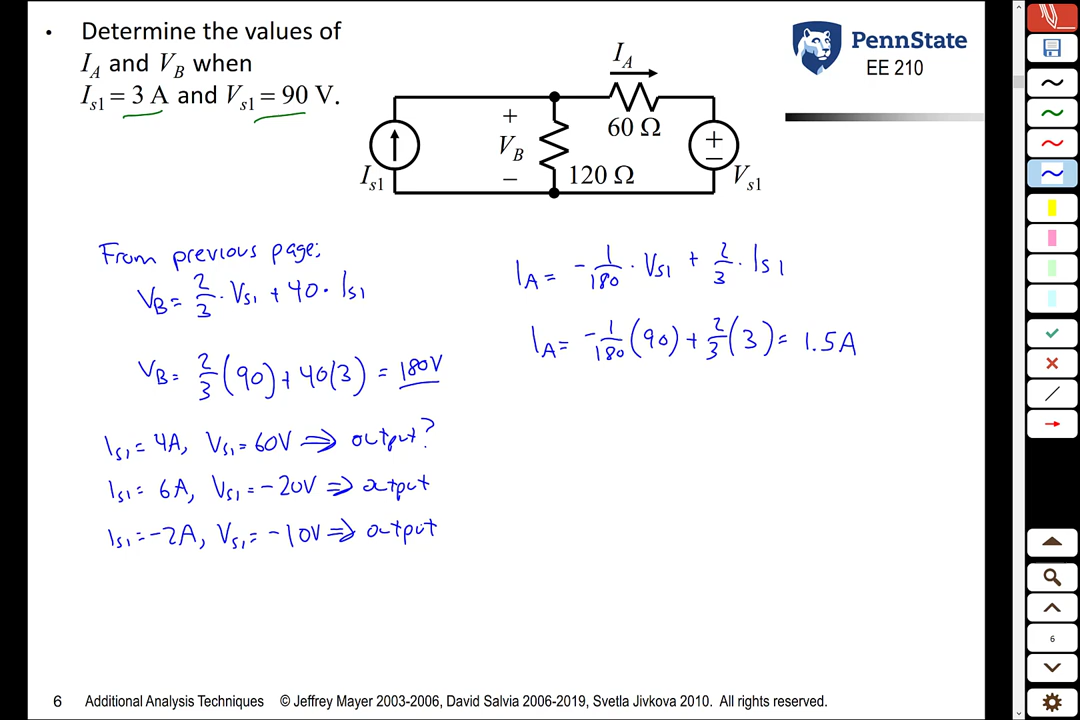 • Determine the values of
I_A and V_B when
I_s1 = 3 A and V_s1 = 90 V.
PennState
EE 210
I_A
60 Ω
+
V_B
−
120 Ω
+
−
I_s1
V_s1
From previous page;
V_B = 2/3 · V_S1 + 40 · I_S1
V_B = 2/3 (90) + 40(3) = 180V
I_S1 = 4A, V_S1 = 60V ⇒ output?
I_S1 = 6A, V_S1 = -20V ⇒ output
I_S1 = -2A, V_S1 = -10V ⇒ output
I_A = -1/180 · V_S1 + 2/3 · I_S1
I_A = -1/180 (90) + 2/3 (3) = 1.5A
6
6 Additional Analysis Techniques © Jeffrey Mayer 2003-2006, David Salvia 2006-2019, Svetla Jivkova 2010. All rights reserved.